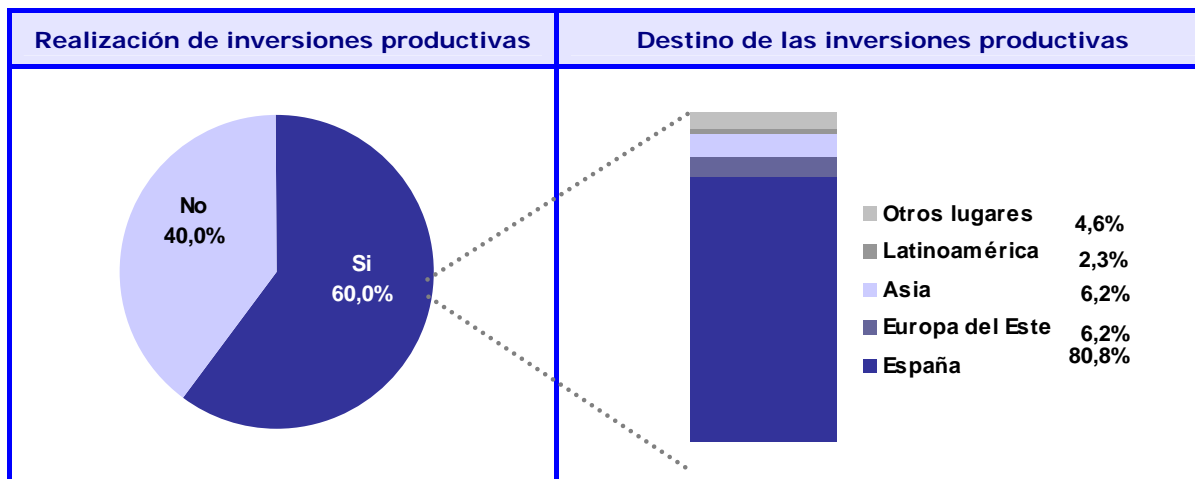 Realización de inversiones productivas
Destino de las inversiones productivas
No
40,0%
Si
60,0%
Otros lugares 4,6%
Latinoamérica 2,3%
Asia 6,2%
Europa del Este 6,2%
España 80,8%